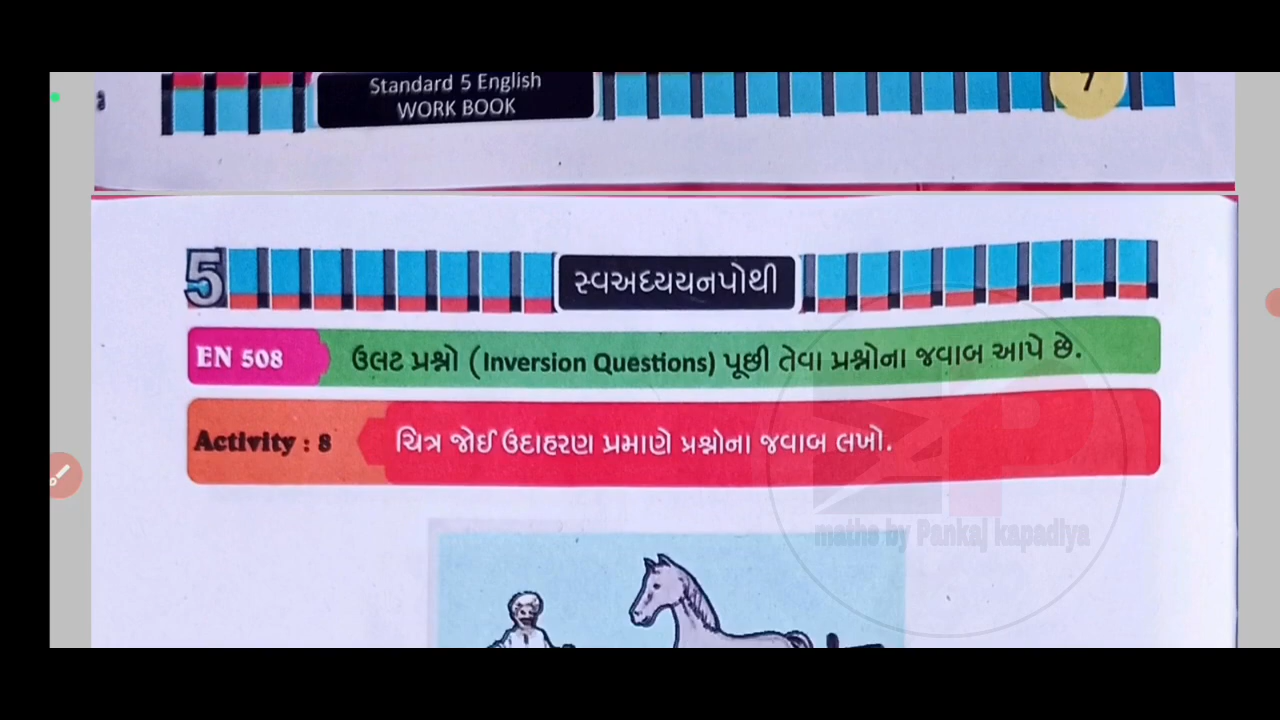 Standard 5 English
WORK BOOK
7
5
સ્વઅધ્યયનપોથી
EN 508
ઉલટ પ્રશ્નો (Inversion Questions) પૂછી તેવા પ્રશ્નોના જવાબ આપે છે.
Activity : 8
ચિત્ર જોઈ ઉદાહરણ પ્રમાણે પ્રશ્નોના જવાબ લખો.
maths by Pankaj kapadiya